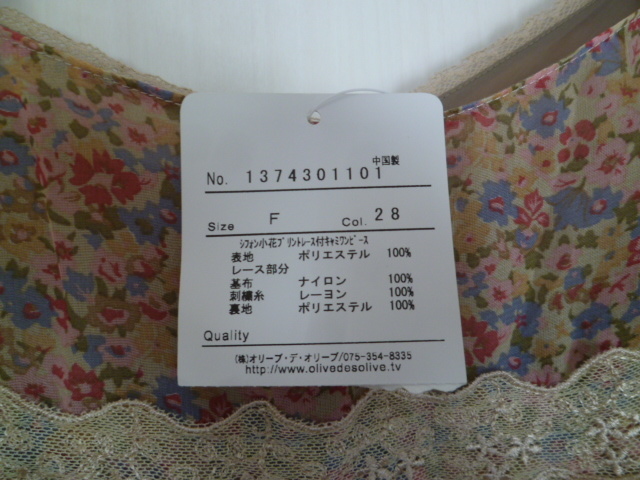 中国製
No. 1374301101
Size F Col. 28
シフォン小花プリントレース付キャミワンピース
表地 ポリエステル 100%
レース部分
基布 ナイロン 100%
刺繍糸 レーヨン 100%
裏地 ポリエステル 100%
Quality
(株)オリーブ・デ・オリーブ/075-354-8335
http://www.olivedesolive.tv